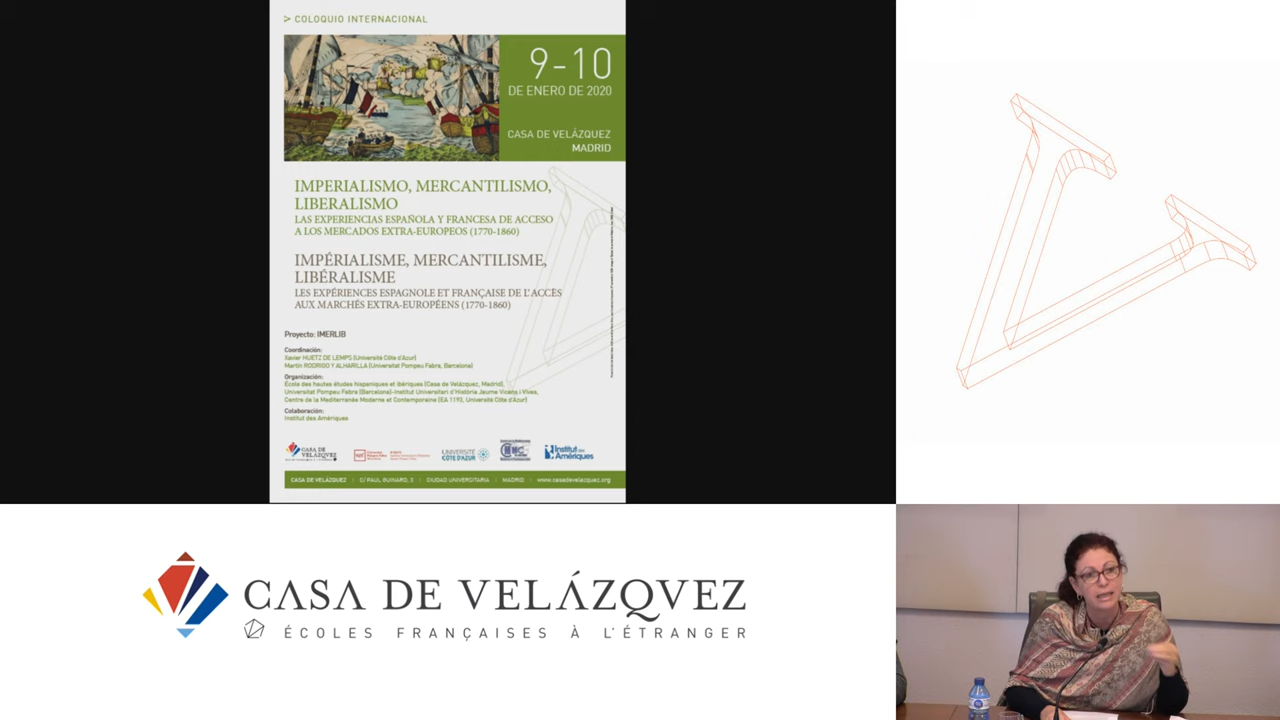 > COLOQUIO INTERNACIONAL
9-10
DE ENERO DE 2020
CASA DE VELÁZQUEZ
MADRID
IMPERIALISMO, MERCANTILISMO,
LIBERALISMO
LAS EXPERIENCIAS ESPAÑOLA Y FRANCESA DE ACCESO
A LOS MERCADOS EXTRA-EUROPEOS (1770-1860)
IMPÉRIALISME, MERCANTILISME,
LIBÉRALISME
LES EXPÉRIENCES ESPAGNOLE ET FRANÇAISE DE L'ACCÈS
AUX MARCHÉS EXTRA-EUROPÉENS (1770-1860)
Proyecto: IMERLIB
Coordinación:
Xavier HUETZ DE LEMPS (Université Côte d'Azur)
Martín RODRIGO Y ALHARILLA (Universitat Pompeu Fabra, Barcelona)
Organización:
École des hautes études hispaniques et ibériques (Casa de Velázquez, Madrid),
Universitat Pompeu Fabra (Barcelona)-Institut Universitari d'Història Jaume Vicens i Vives,
Centre de la Méditerranée Moderne et Contemporaine (EA 1193, Université Côte d'Azur)
Colaboración:
Institut des Amériques
CASA DE
VELÁZQUEZ
UNIVERSITÉ
CÔTE D'AZUR
Institut des
Amériques
CASA DE VELÁZQUEZ | C/ PAUL GUINARD, 3 | CIUDAD UNIVERSITARIA | MADRID | www.casadevelazquez.org
CASA DE VELÁZQVEZ
ÉCOLES FRANÇAISES À L'ÉTRANGER